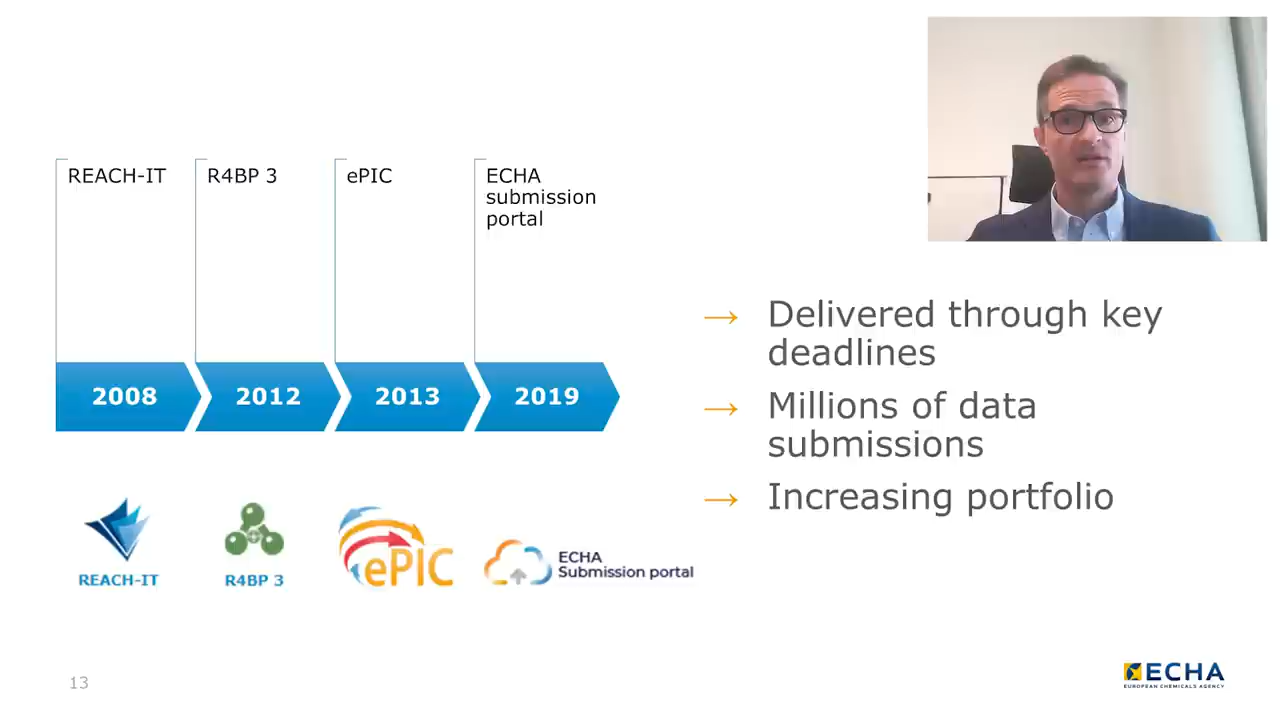 REACH-IT
R4BP 3
ePIC
ECHA
submission
portal
2008
2012
2013
2019
REACH-IT
R4BP 3
ePIC
ECHA
Submission portal
→ Delivered through key
deadlines
→ Millions of data
submissions
→ Increasing portfolio
13
ECHA
EUROPEAN CHEMICALS AGENCY